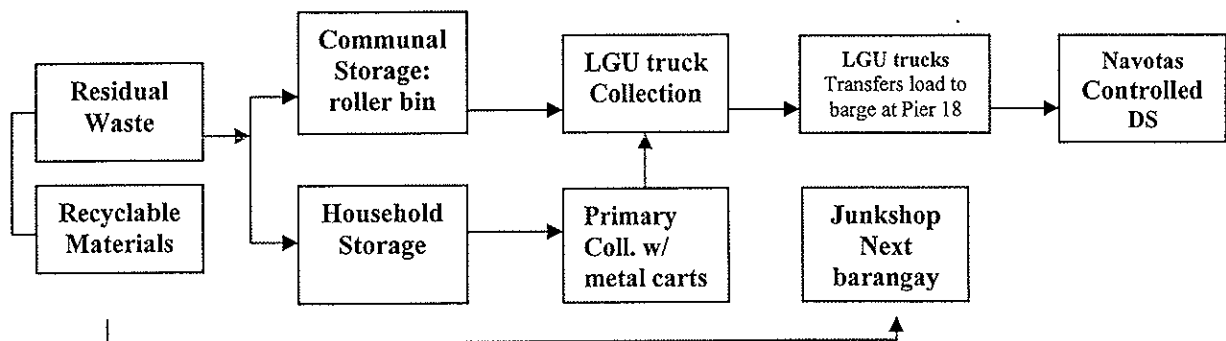 Residual
Waste
Recyclable
Materials
Communal
Storage:
roller bin
Household
Storage
LGU truck
Collection
Primary
Coll. w/
metal carts
LGU trucks
Transfers load to
barge at Pier 18
Junkshop
Next
barangay
Navotas
Controlled
DS